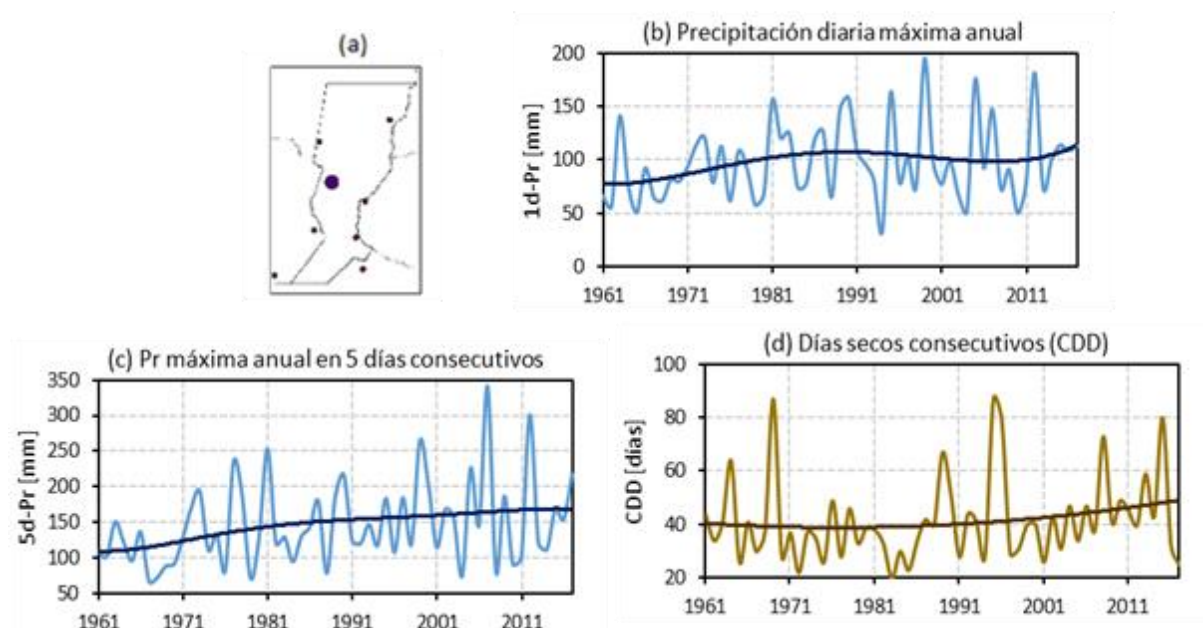 (a)
(b) Precipitación diaria máxima anual
1d-Pr [mm]
200
150
100
50
0
1961 1971 1981 1991 2001 2011
(c) Pr máxima anual en 5 días consecutivos
5d-Pr [mm]
350
300
250
200
150
100
50
1961 1971 1981 1991 2001 2011
(d) Días secos consecutivos (CDD)
CDD [días]
100
80
60
40
20
1961 1971 1981 1991 2001 2011